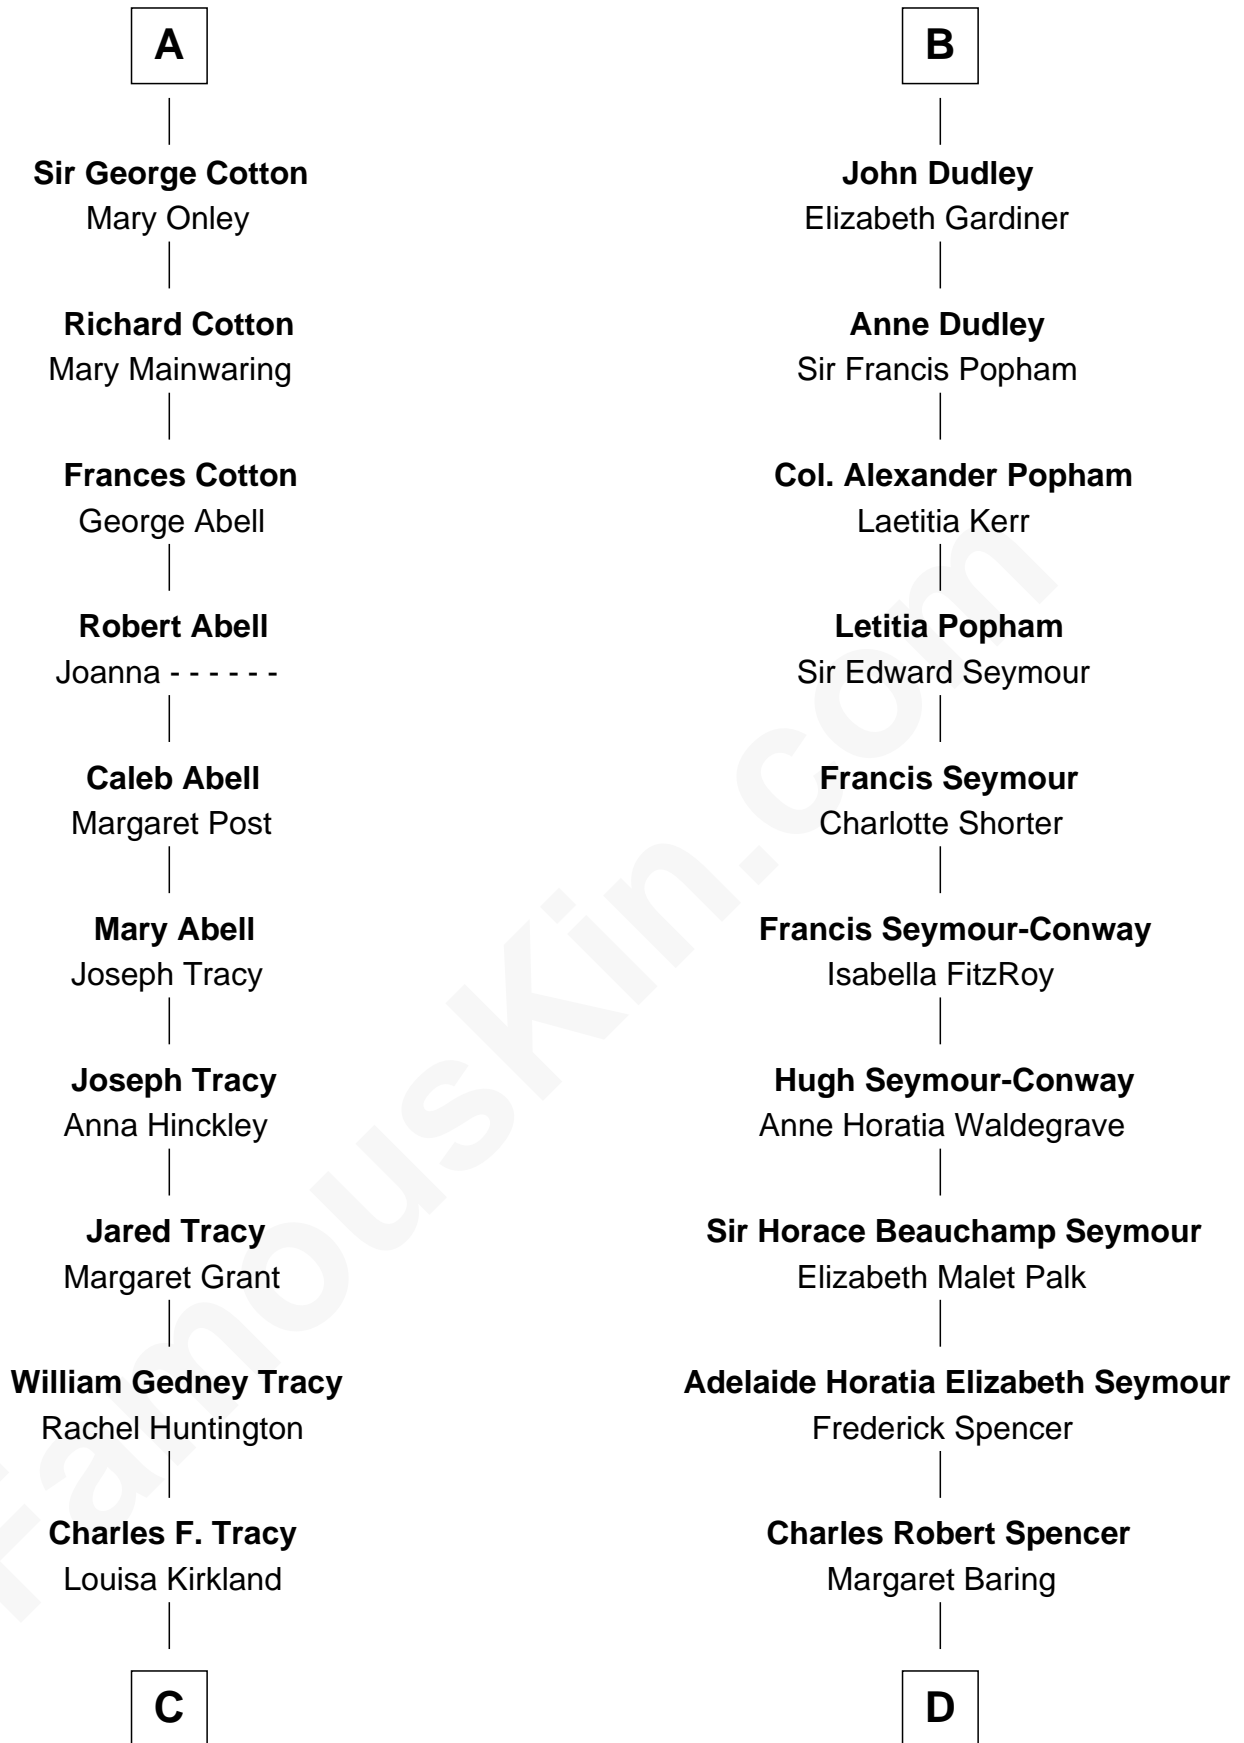 A
Sir George Cotton
Mary Onley
Richard Cotton
Mary Mainwaring
Frances Cotton
George Abell
Robert Abell
Joanna - - - - - -
Caleb Abell
Margaret Post
Mary Abell
Joseph Tracy
Joseph Tracy
Anna Hinckley
Jared Tracy
Margaret Grant
William Gedney Tracy
Rachel Huntington
Charles F. Tracy
Louisa Kirkland
C
B
John Dudley
Elizabeth Gardiner
Anne Dudley
Sir Francis Popham
Col. Alexander Popham
Laetitia Kerr
Letitia Popham
Sir Edward Seymour
Francis Seymour
Charlotte Shorter
Francis Seymour-Conway
Isabella FitzRoy
Hugh Seymour-Conway
Anne Horatia Waldegrave
Sir Horace Beauchamp Seymour
Elizabeth Malet Palk
Adelaide Horatia Elizabeth Seymour
Frederick Spencer
Charles Robert Spencer
Margaret Baring
D
FamousKin.com